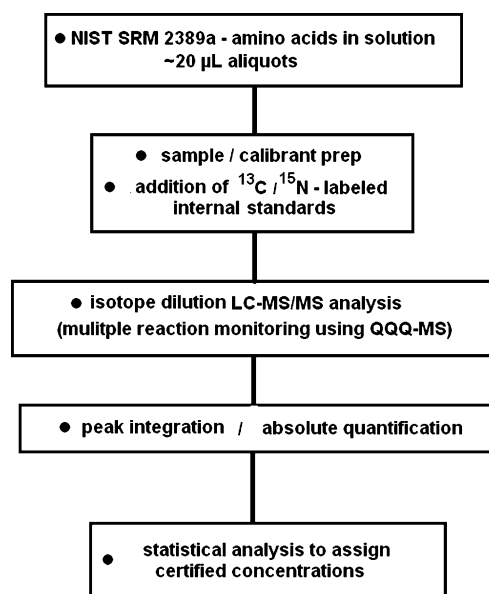 ● NIST SRM 2389a - amino acids in solution
~20 µL aliquots
● sample / calibrant prep
● addition of ¹³C /¹⁵N - labeled
internal standards
● isotope dilution LC-MS/MS analysis
(mulitple reaction monitoring using QQQ-MS)
● peak integration / absolute quantification
● statistical analysis to assign
certified concentrations